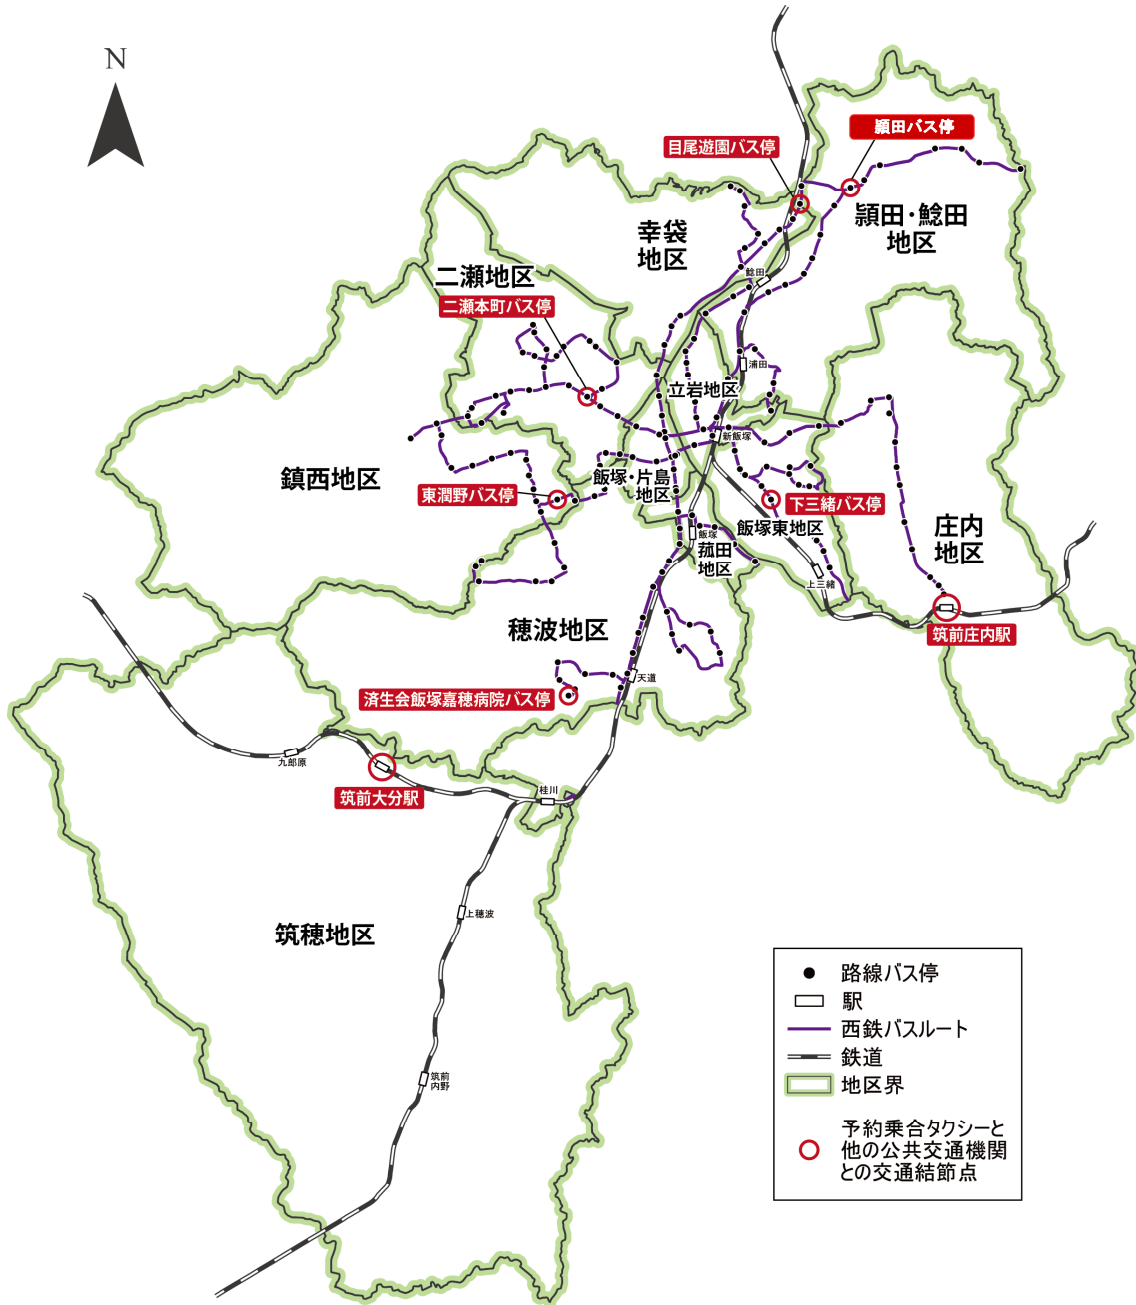 N
頴田バス停
目尾遊園バス停
頴田・鯰田
地区
幸袋
地区
二瀬地区
鯰田
二瀬本町バス停
浦田
立岩地区
新飯塚
鎮西地区
飯塚・片島
地区
東潤野バス停
下三緒バス停
飯塚東地区
庄内
地区
飯塚
菰田
地区
上三緒
穂波地区
筑前庄内駅
天道
済生会飯塚嘉穂病院バス停
九郎原
筑前大分駅
桂川
上穂波
筑穂地区
筑前
内野
路線バス停
駅
西鉄バスルート
鉄道
地区界
予約乗合タクシーと
他の公共交通機関
との交通結節点